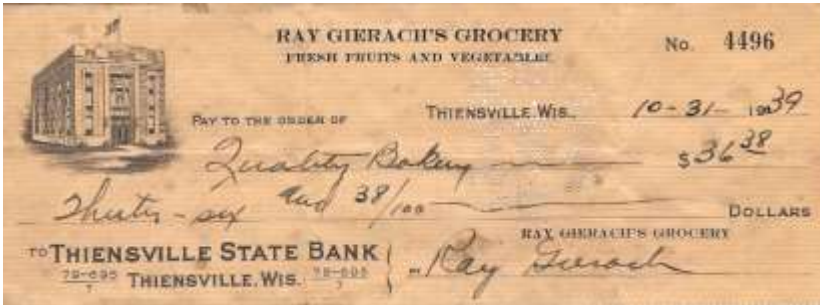 RAY GIERACH'S GROCERY
FRESH FRUITS AND VEGETABLES
No. 4496
THIENSVILLE, WIS., 10-31- 1939
PAY TO THE ORDER OF
Quality Bakery $36 38
Thirty-six and 38/100 DOLLARS
RAY GIERACH'S GROCERY
TO THIENSVILLE STATE BANK
79-695 7 THIENSVILLE, WIS. 79-695 7
Ray Gierach